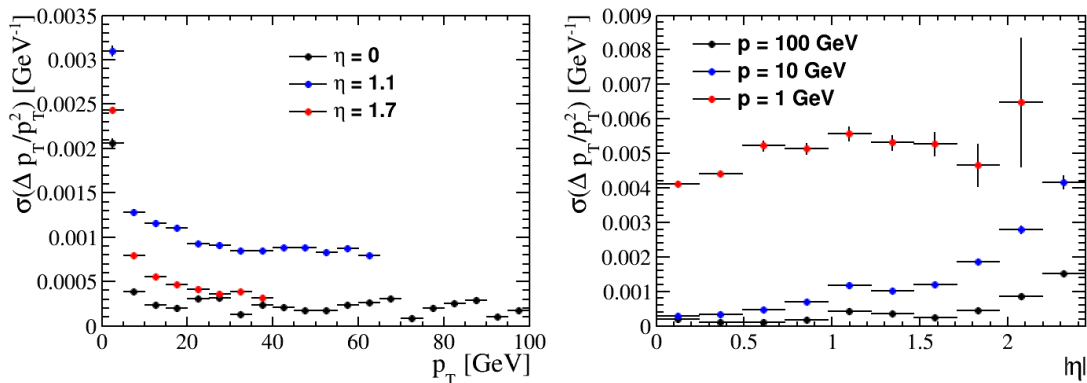 σ(Δ p_T/p_T^2) [GeV^-1]
0.0035
0.003
0.0025
0.002
0.0015
0.001
0.0005
0
η = 0
η = 1.1
η = 1.7
0 20 40 60 80 100
p_T [GeV]
σ(Δ p_T/p_T^2) [GeV^-1]
0.009
0.008
0.007
0.006
0.005
0.004
0.003
0.002
0.001
0
p = 100 GeV
p = 10 GeV
p = 1 GeV
0 0.5 1 1.5 2
|η|